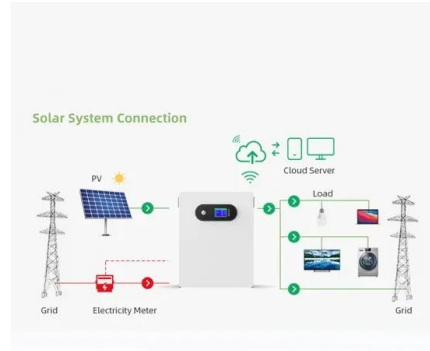 Solar System Connection
Cloud Server
PV
Load
Grid
Electricity Meter
Grid